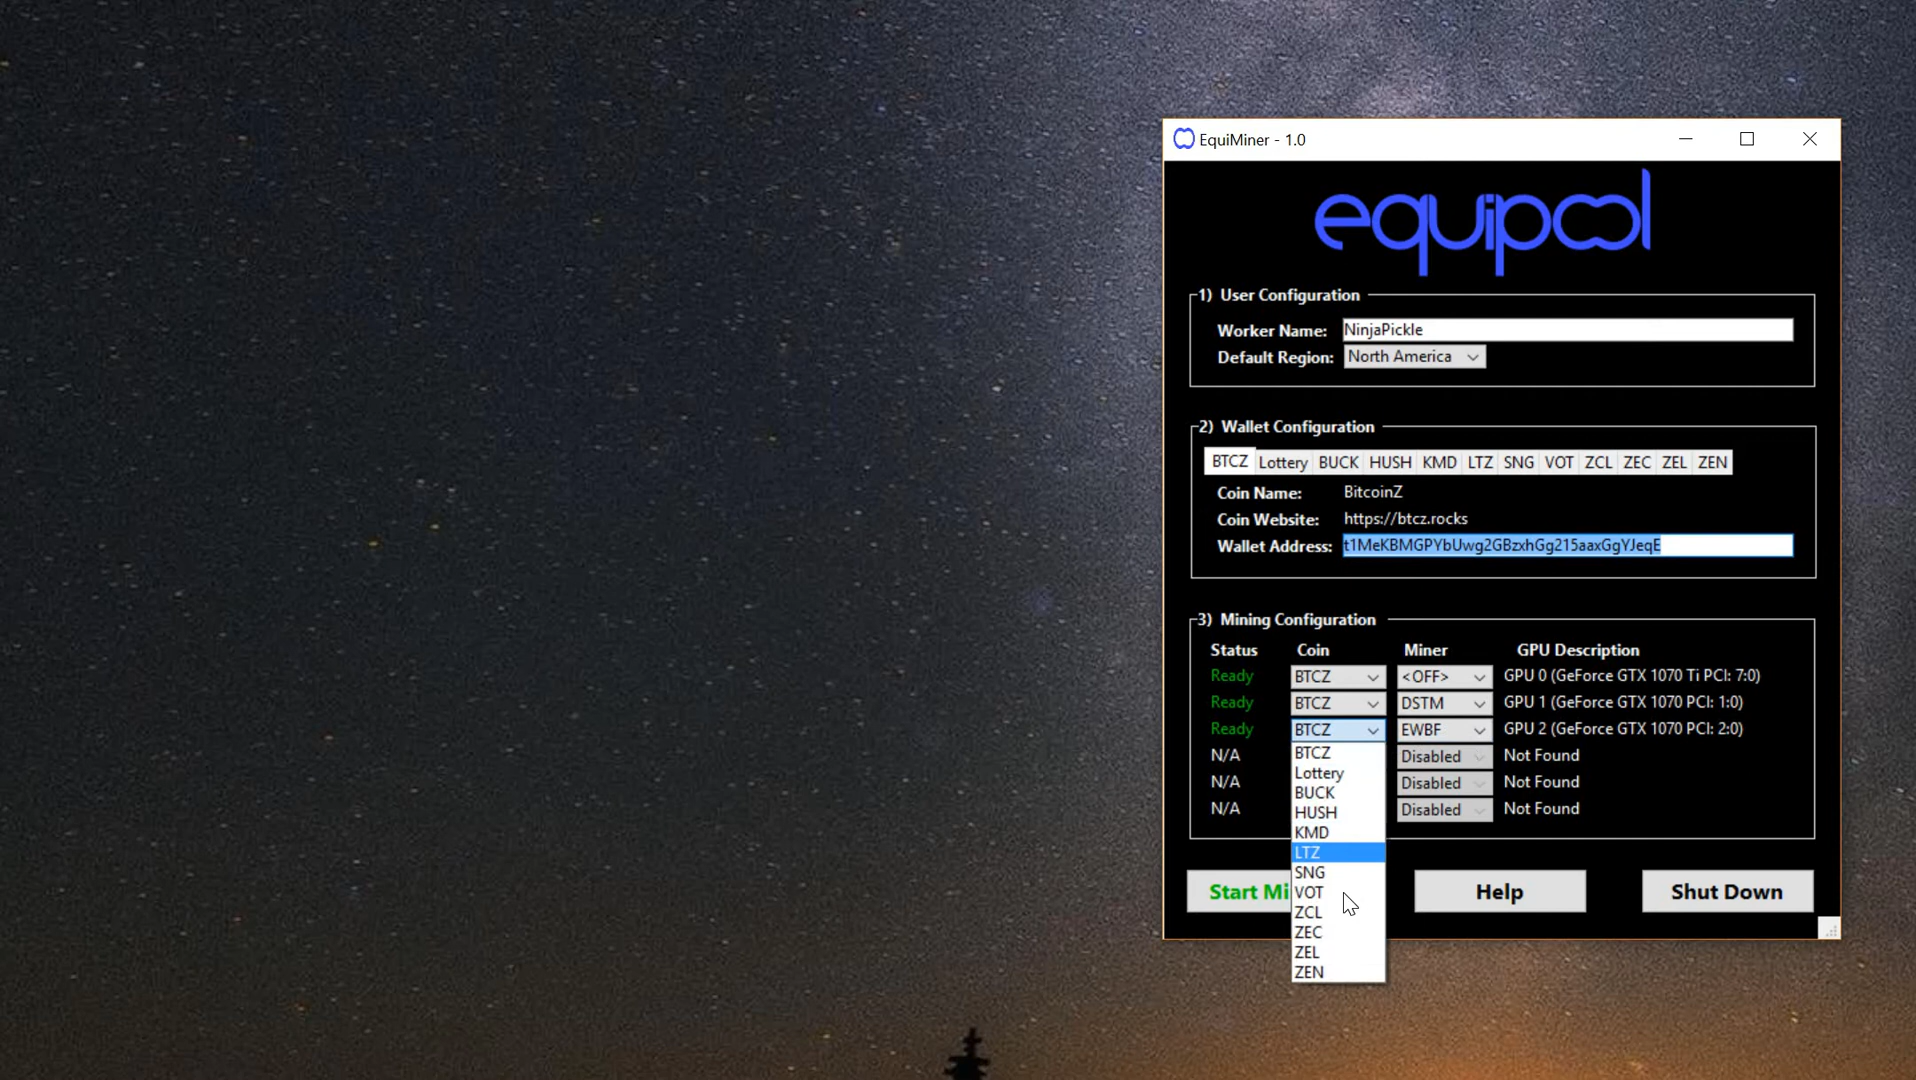 EquiMiner - 1.0
equipool
1) User Configuration
Worker Name: NinjaPickle
Default Region: North America
2) Wallet Configuration
BTCZ Lottery BUCK HUSH KMD LTZ SNG VOT ZCL ZEC ZEL ZEN
Coin Name: BitcoinZ
Coin Website: https://btcz.rocks
Wallet Address: t1MeKBMGPYbUwg2GBzxhGg215aaxGgYJeqE
3) Mining Configuration
Status Coin Miner GPU Description
Ready BTCZ <OFF> GPU 0 (GeForce GTX 1070 Ti PCI: 7:0)
Ready BTCZ DSTM GPU 1 (GeForce GTX 1070 PCI: 1:0)
Ready BTCZ EWBF GPU 2 (GeForce GTX 1070 PCI: 2:0)
N/A BTCZ Disabled Not Found
Lottery
N/A BUCK Disabled Not Found
N/A HUSH Disabled Not Found
KMD
LTZ
SNG
Start Mi VOT Help Shut Down
ZCL
ZEC
ZEL
ZEN